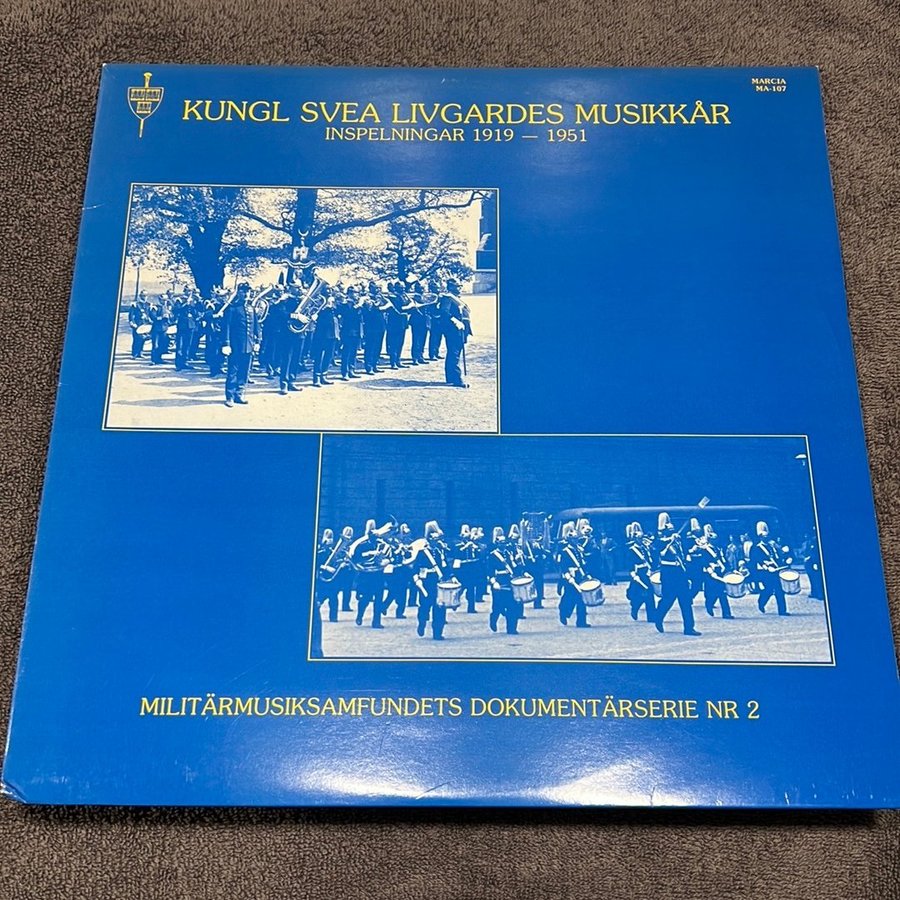 MARCIA
MA-107
KUNGL SVEA LIVGARDES MUSIKKÅR
INSPELNINGAR 1919 — 1951
MILITÄRMUSIKSAMFUNDETS DOKUMENTÄRSERIE NR 2